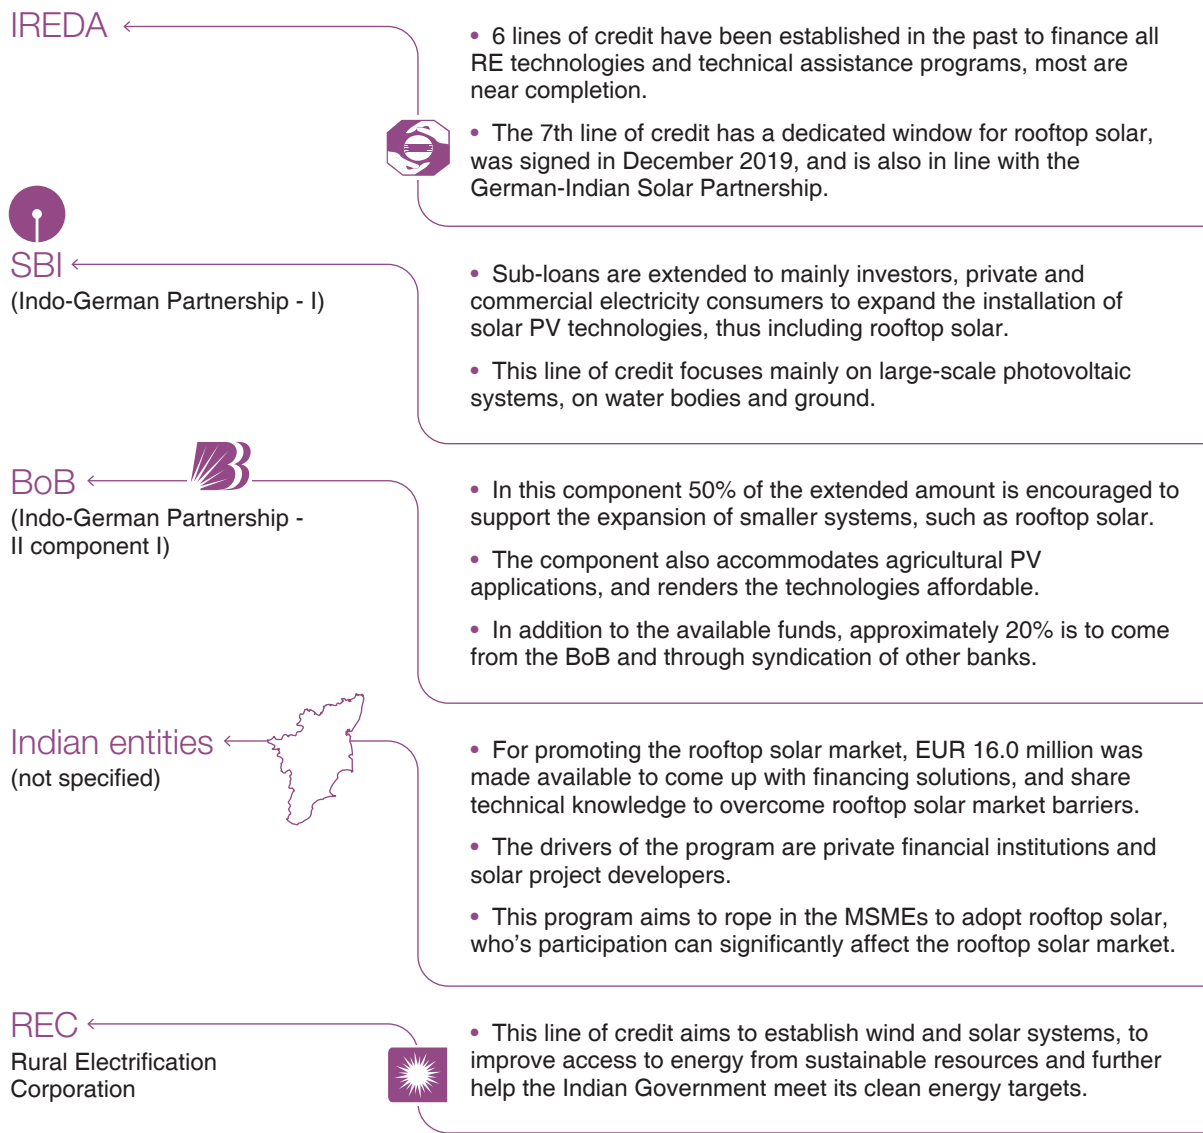 IREDA
• 6 lines of credit have been established in the past to finance all
RE technologies and technical assistance programs, most are
near completion.
• The 7th line of credit has a dedicated window for rooftop solar,
was signed in December 2019, and is also in line with the
German-Indian Solar Partnership.
SBI
(Indo-German Partnership - I)
• Sub-loans are extended to mainly investors, private and
commercial electricity consumers to expand the installation of
solar PV technologies, thus including rooftop solar.
• This line of credit focuses mainly on large-scale photovoltaic
systems, on water bodies and ground.
BoB
(Indo-German Partnership -
II component I)
• In this component 50% of the extended amount is encouraged to
support the expansion of smaller systems, such as rooftop solar.
• The component also accommodates agricultural PV
applications, and renders the technologies affordable.
• In addition to the available funds, approximately 20% is to come
from the BoB and through syndication of other banks.
Indian entities
(not specified)
• For promoting the rooftop solar market, EUR 16.0 million was
made available to come up with financing solutions, and share
technical knowledge to overcome rooftop solar market barriers.
• The drivers of the program are private financial institutions and
solar project developers.
• This program aims to rope in the MSMEs to adopt rooftop solar,
who's participation can significantly affect the rooftop solar market.
REC
Rural Electrification
Corporation
• This line of credit aims to establish wind and solar systems, to
improve access to energy from sustainable resources and further
help the Indian Government meet its clean energy targets.